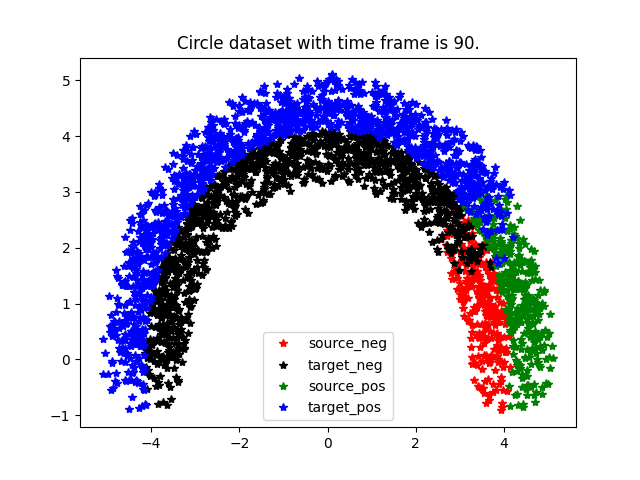 Circle dataset with time frame is 90.
5
4
3
2
1
0
−1
−4
−2
0
2
4
source_neg
target_neg
source_pos
target_pos